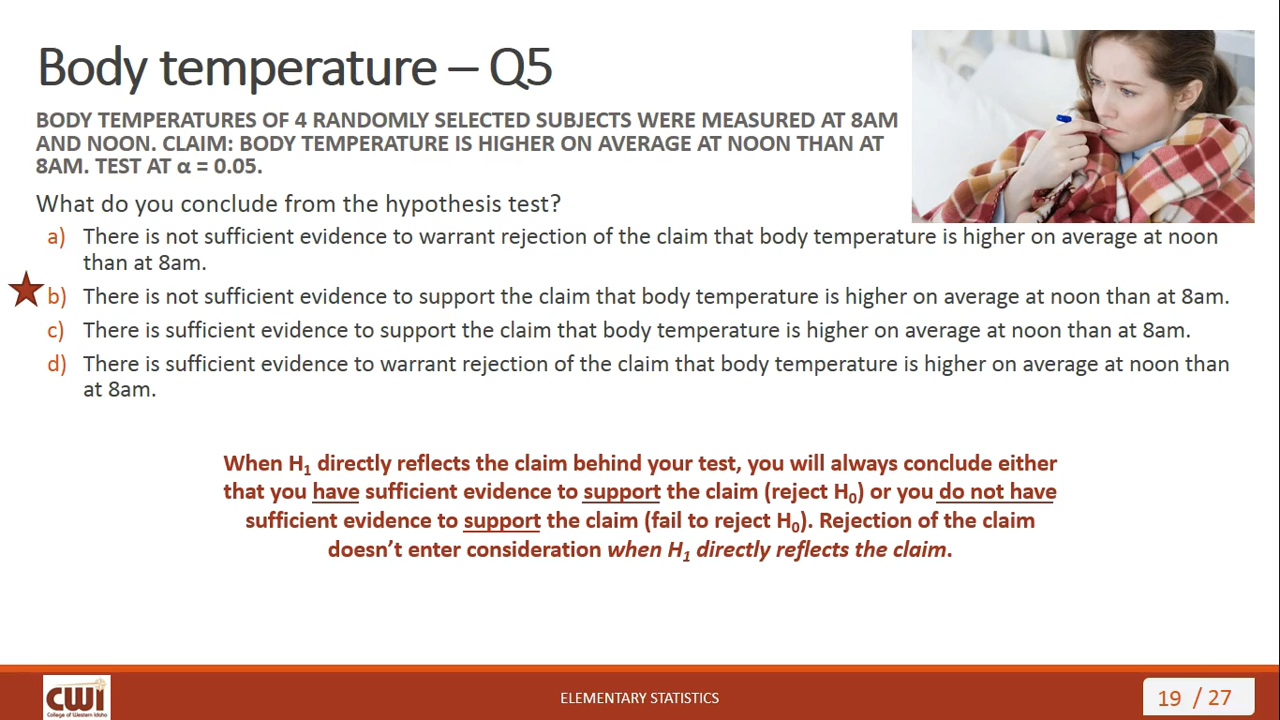 Body temperature – Q5
BODY TEMPERATURES OF 4 RANDOMLY SELECTED SUBJECTS WERE MEASURED AT 8AM
AND NOON. CLAIM: BODY TEMPERATURE IS HIGHER ON AVERAGE AT NOON THAN AT
8AM. TEST AT α = 0.05.
What do you conclude from the hypothesis test?
a) There is not sufficient evidence to warrant rejection of the claim that body temperature is higher on average at noon
than at 8am.
b) There is not sufficient evidence to support the claim that body temperature is higher on average at noon than at 8am.
c) There is sufficient evidence to support the claim that body temperature is higher on average at noon than at 8am.
d) There is sufficient evidence to warrant rejection of the claim that body temperature is higher on average at noon than
at 8am.
When H₁ directly reflects the claim behind your test, you will always conclude either
that you have sufficient evidence to support the claim (reject H₀) or you do not have
sufficient evidence to support the claim (fail to reject H₀). Rejection of the claim
doesn’t enter consideration when H₁ directly reflects the claim.
CWI
College of Western Idaho
ELEMENTARY STATISTICS
19 / 27